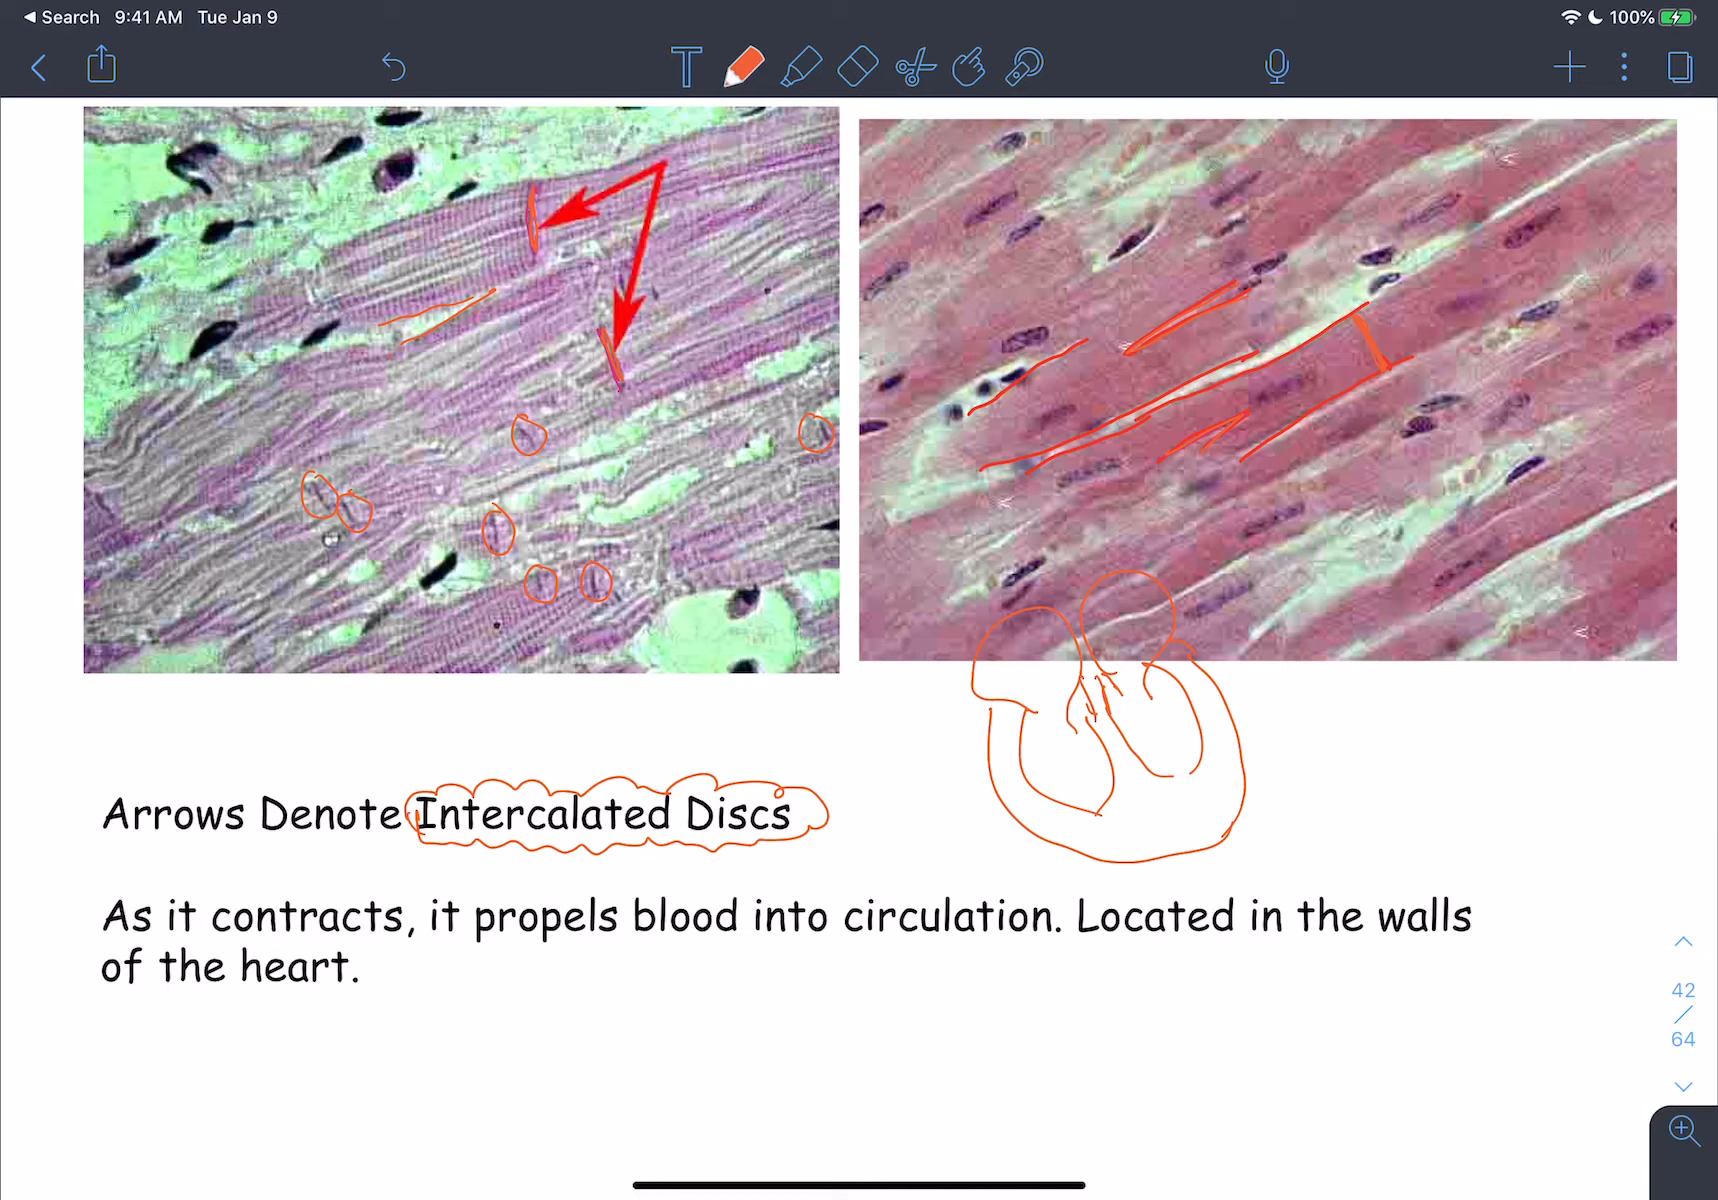 Search 9:41 AM Tue Jan 9 100%
T
Arrows Denote Intercalated Discs
As it contracts, it propels blood into circulation. Located in the walls
of the heart.
42
/
64